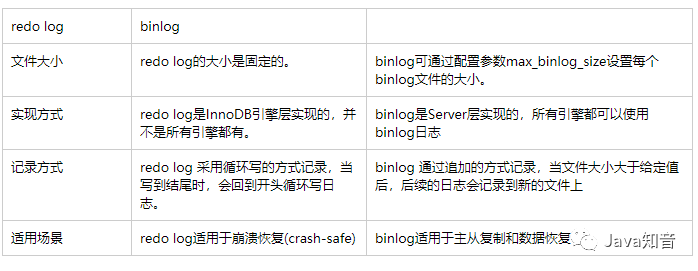 redo log binlog
文件大小 redo log的大小是固定的。 binlog可通过配置参数max_binlog_size设置每个
binlog文件的大小。
实现方式 redo log是InnoDB引擎层实现的，并 binlog是Server层实现的，所有引擎都可以使用
不是所有引擎都有。 binlog日志
记录方式 redo log 采用循环写的方式记录，当 binlog 通过追加的方式记录，当文件大小大于给定值
写到结尾时，会回到开头循环写日 后，后续的日志会记录到新的文件上
志。
适用场景 redo log适用于崩溃恢复(crash-safe) binlog适用于主从复制和数据恢复
Java知音